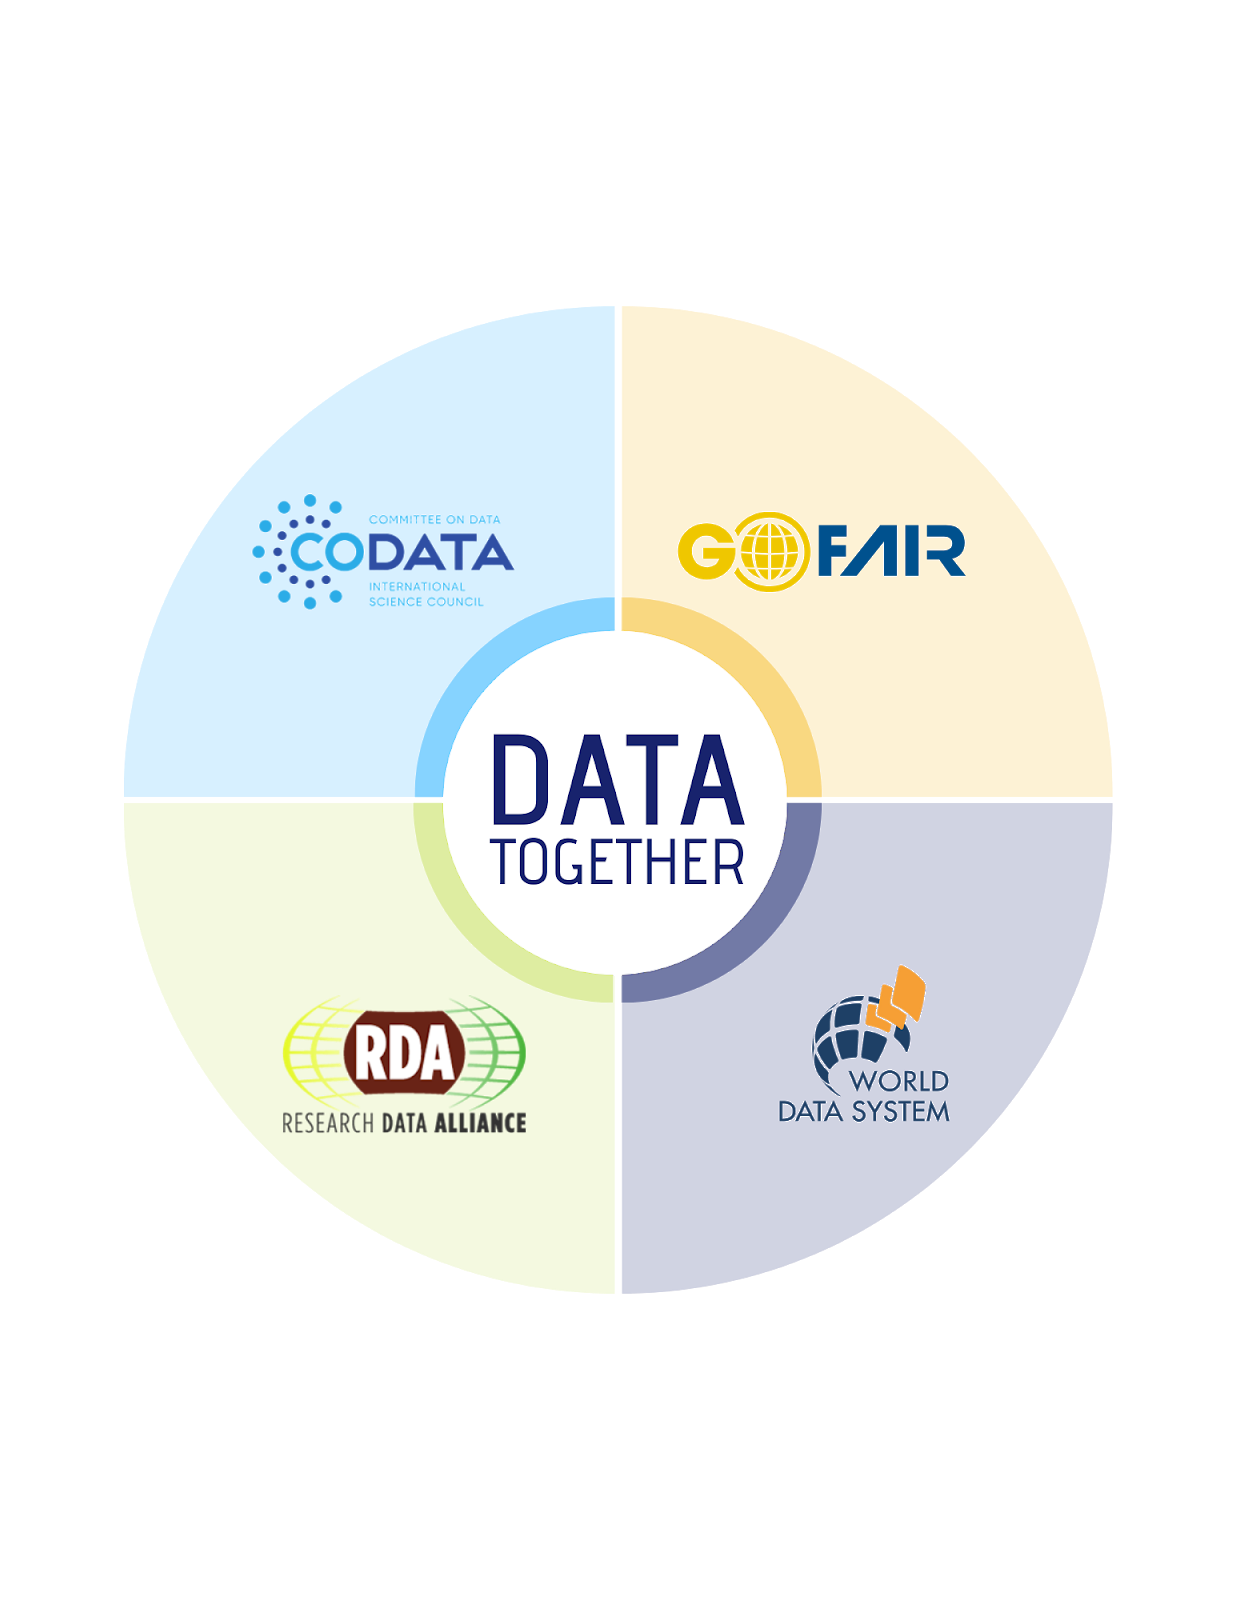 COMMITTEE ON DATA
CODATA
INTERNATIONAL
SCIENCE COUNCIL
GOFAIR
DATA
TOGETHER
RDA
RESEARCH DATA ALLIANCE
WORLD
DATA SYSTEM